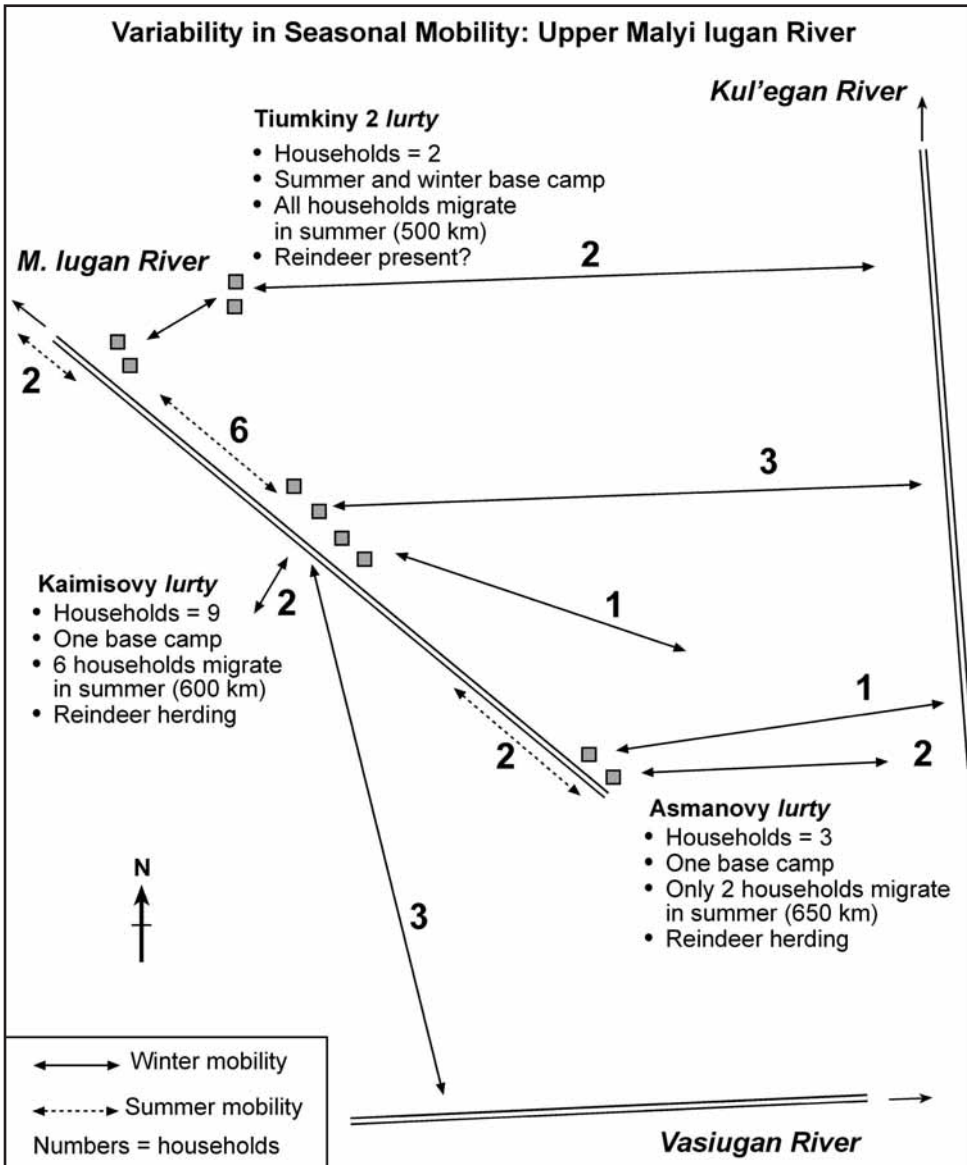 Variability in Seasonal Mobility: Upper Malyi Iugan River
Kul'egan River
Tiumkiny 2 Iurty
• Households = 2
• Summer and winter base camp
• All households migrate
in summer (500 km)
• Reindeer present?
M. Iugan River
2
2
6
3
Kaimisovy Iurty
• Households = 9
• One base camp
• 6 households migrate
in summer (600 km)
• Reindeer herding
2
1
1
2
2
Asmanovy Iurty
• Households = 3
• One base camp
• Only 2 households migrate
in summer (650 km)
• Reindeer herding
N
3
Winter mobility
Summer mobility
Numbers = households
Vasiugan River